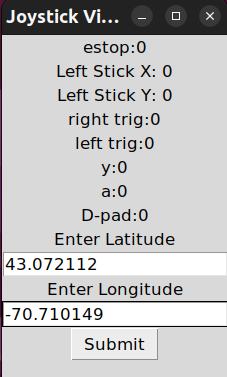 Joystick Vi...
estop:0
Left Stick X: 0
Left Stick Y: 0
right trig:0
left trig:0
y:0
a:0
D-pad:0
Enter Latitude
43.072112
Enter Longitude
-70.710149
Submit